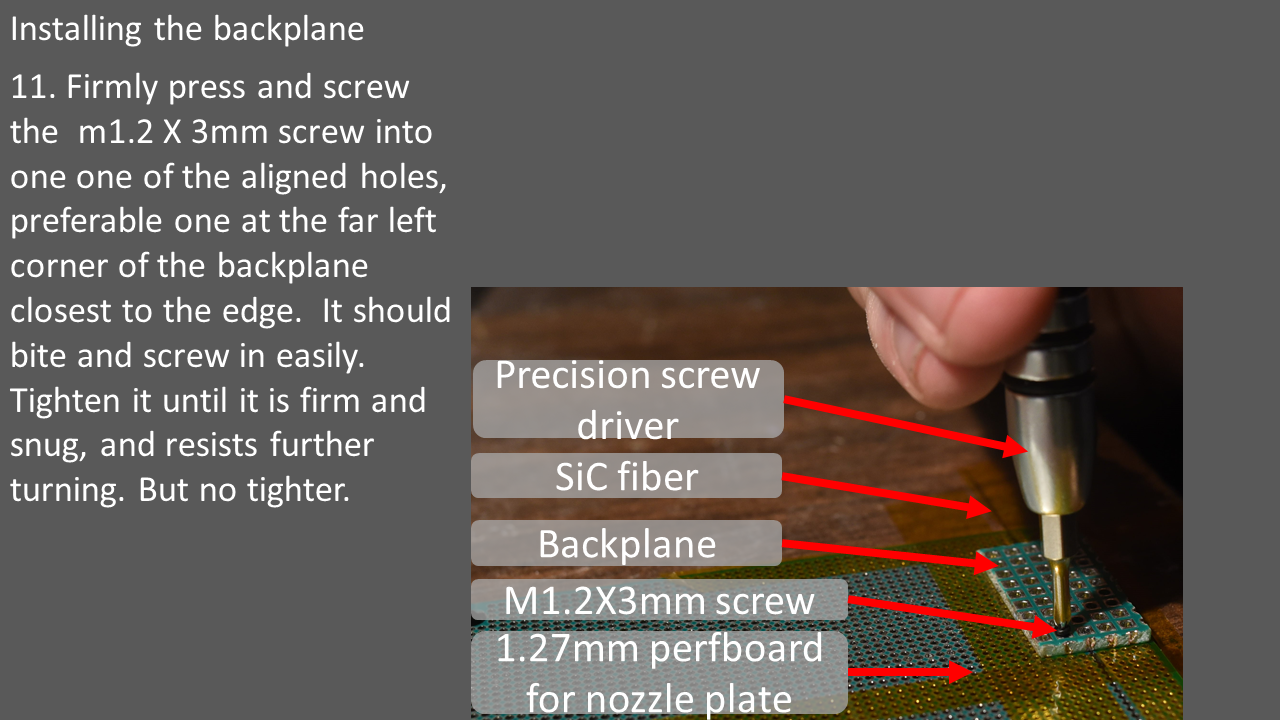 Installing the backplane
11. Firmly press and screw
the  m1.2 X 3mm screw into
one one of the aligned holes,
preferable one at the far left
corner of the backplane
closest to the edge.  It should
bite and screw in easily.
Tighten it until it is firm and
snug, and resists further
turning.  But no tighter.
Precision screw
driver
SiC fiber
Backplane
M1.2X3mm screw
1.27mm perfboard
for nozzle plate